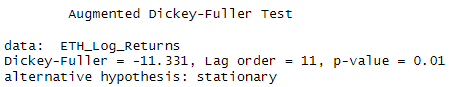 Augmented Dickey-Fuller Test
data: ETH_Log_Returns
Dickey-Fuller = -11.331, Lag order = 11, p-value = 0.01
alternative hypothesis: stationary